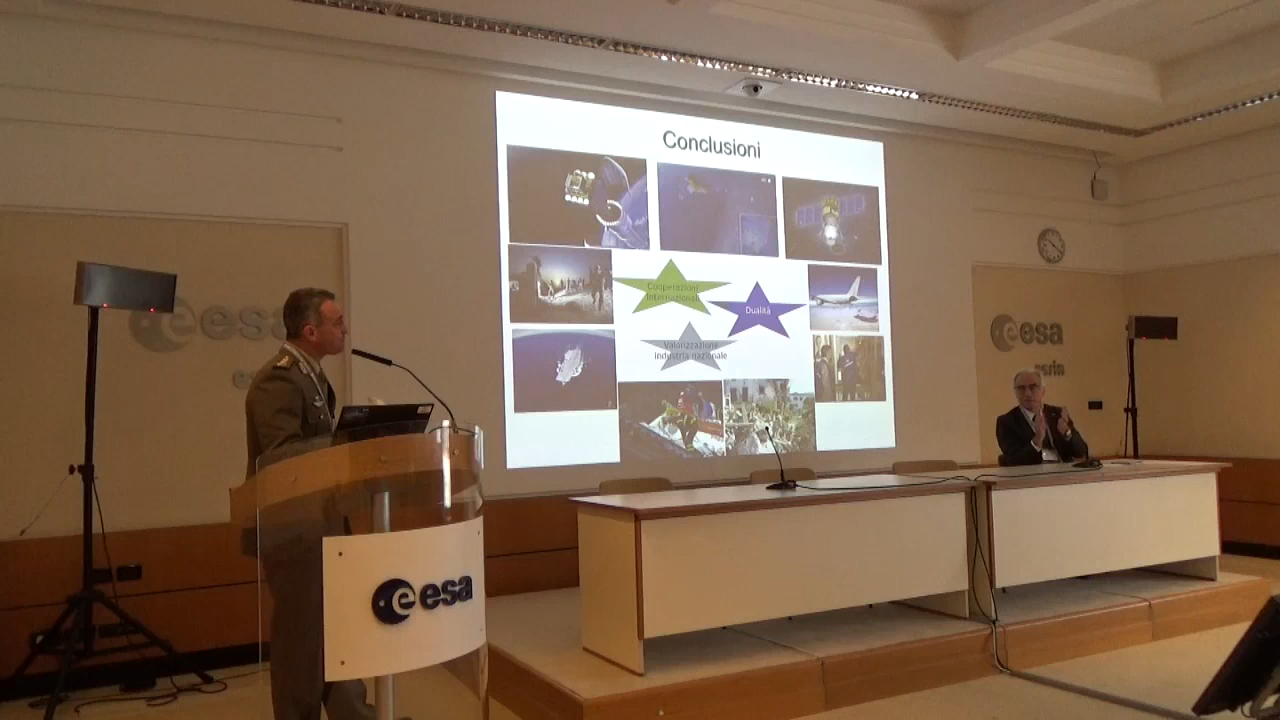 Conclusioni
Cooperazioni
Internazionali
Dualità
Valorizzazione
industria nazionale
esa
esa
esrin
esa